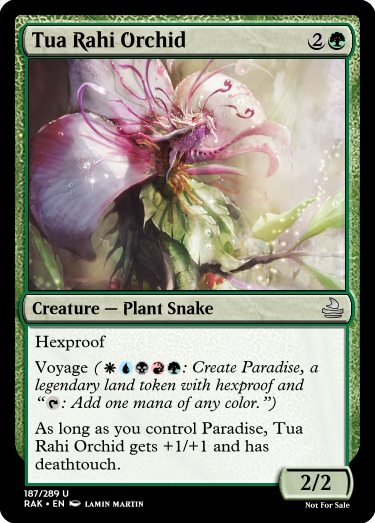 Tua Rahi Orchid 2
Creature — Plant Snake
Hexproof
Voyage (: Create Paradise, a
legendary land token with hexproof and
“: Add one mana of any color.”)
As long as you control Paradise, Tua
Rahi Orchid gets +1/+1 and has
deathtouch.
2/2
187/289 U
RAK • EN LAMIN MARTIN
Not For Sale